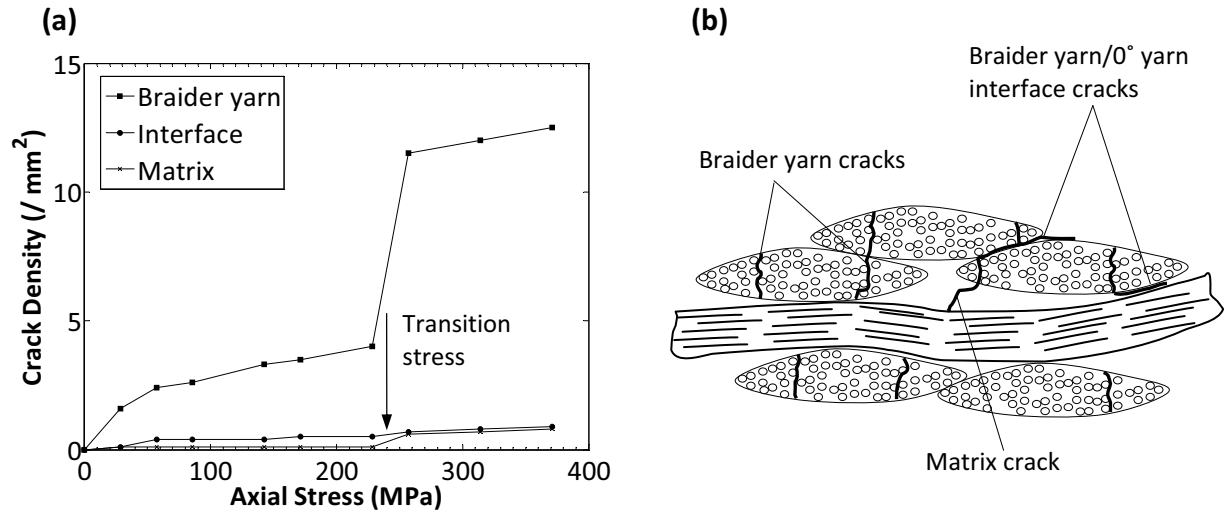 (a)
Crack Density (/ mm²)
15
10
5
0
Braider yarn
Interface
Matrix
Transition
stress
0
100
200
300
400
Axial Stress (MPa)
(b)
Braider yarn/0° yarn
interface cracks
Braider yarn cracks
Matrix crack